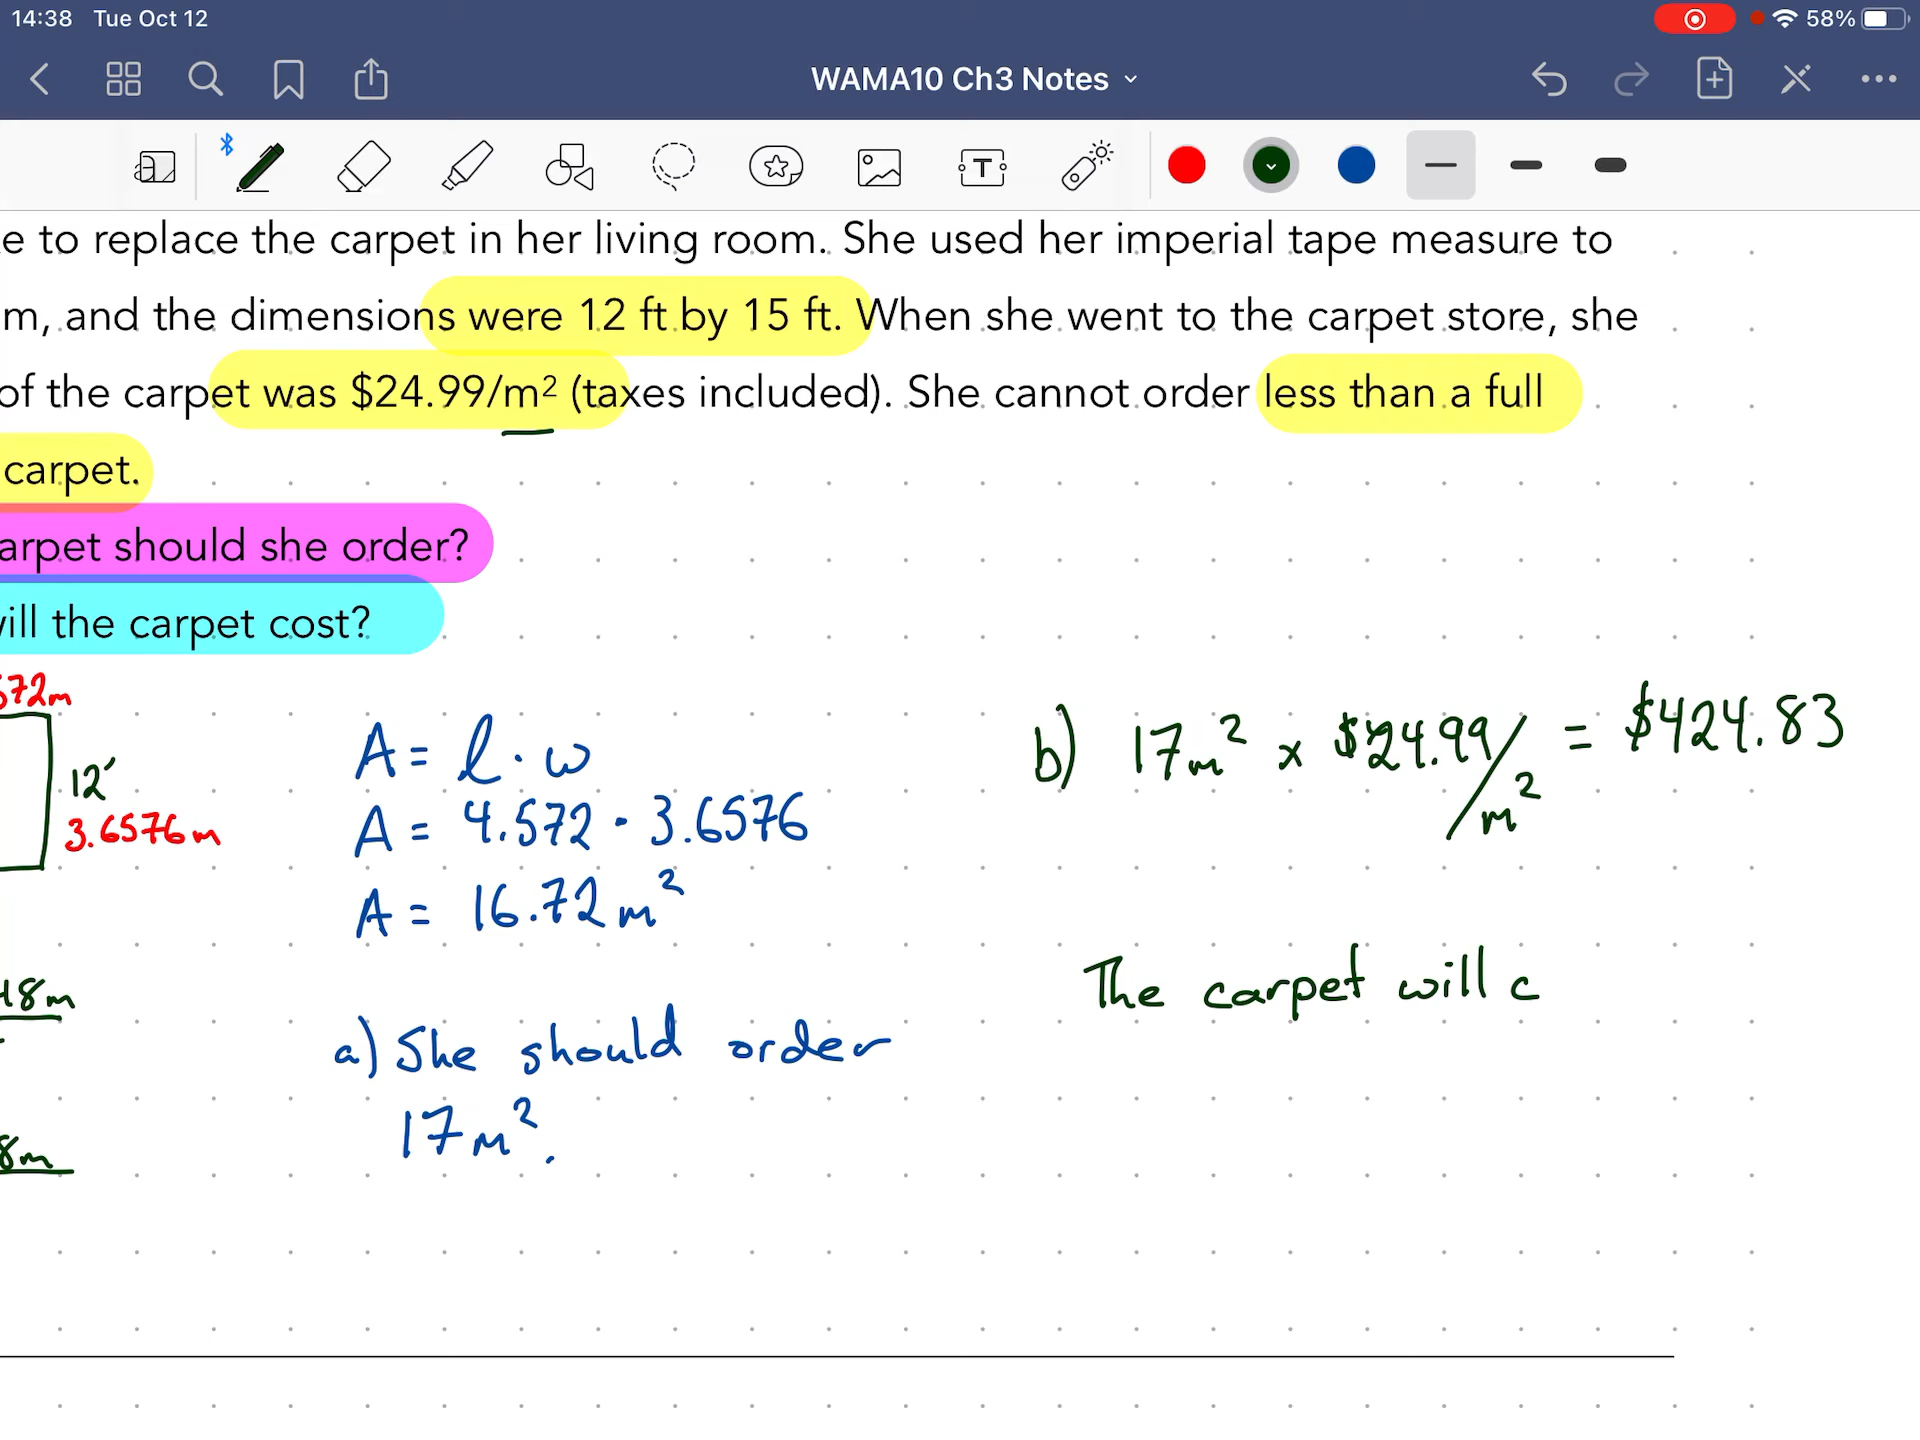 14:38 Tue Oct 12 58%
WAMA10 Ch3 Notes
e to replace the carpet in her living room. She used her imperial tape measure to
m, and the dimensions were 12 ft by 15 ft. When she went to the carpet store, she
of the carpet was $24.99/m² (taxes included). She cannot order less than a full
carpet.
arpet should she order?
ill the carpet cost?
572m
12'
3.6576m
A = l · w
A = 4.572 · 3.6576
A = 16.72m²
48m
8m
a) She should order
17m².
b) 17m² x $24.99/m² = $424.83
The carpet will c